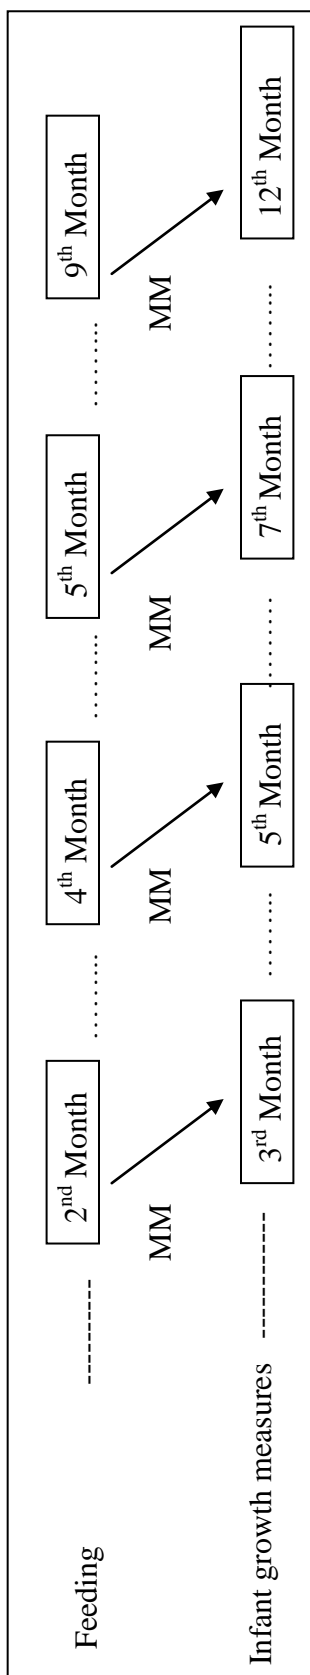 Feeding ---------- 2nd Month ......... 4th Month ......... 5th Month ......... 9th Month
MM MM MM MM
Infant growth measures ----------- 3rd Month ......... 5th Month ......... 7th Month ......... 12th Month